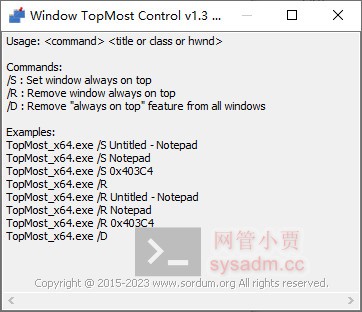 Window TopMost Control v1.3 ...
Usage: <command> <title or class or hwnd>
Commands:
/S : Set window always on top
/R : Remove window always on top
/D : Remove "always on top" feature from all windows
Examples:
TopMost_x64.exe /S Untitled - Notepad
TopMost_x64.exe /S Notepad
TopMost_x64.exe /S 0x403C4
TopMost_x64.exe /R
TopMost_x64.exe /R Untitled - Notepad
TopMost_x64.exe /R Notepad
TopMost_x64.exe /R 0x403C4
TopMost_x64.exe /D
网管小贾
sysadm.cc
Copyright @ 2015-2023 www.sordum.org All rights reserved.